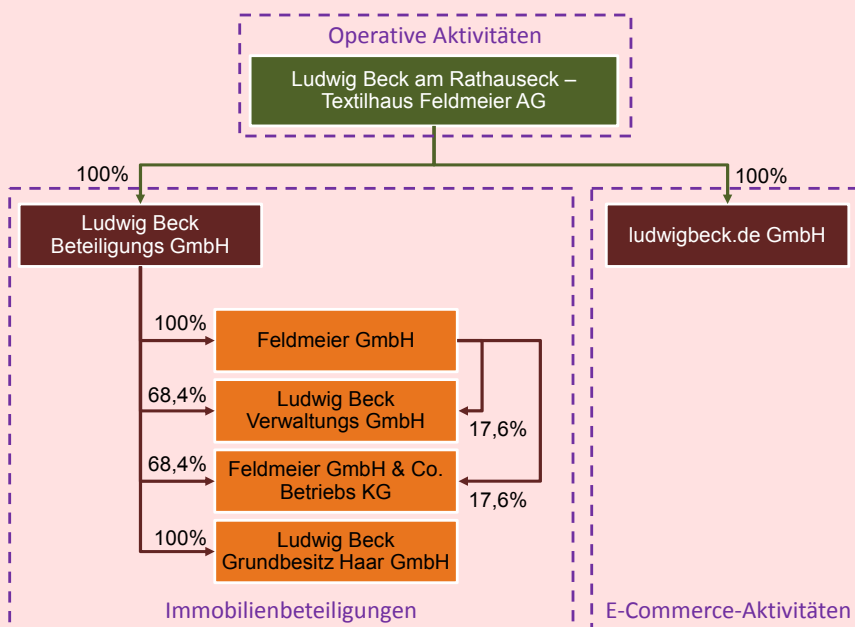 Operative Aktivitäten
Ludwig Beck am Rathauseck –
Textilhaus Feldmeier AG
100%
100%
Ludwig Beck
Beteiligungs GmbH
ludwigbeck.de GmbH
100%
Feldmeier GmbH
68,4%
Ludwig Beck
Verwaltungs GmbH
17,6%
68,4%
Feldmeier GmbH & Co.
Betriebs KG
17,6%
100%
Ludwig Beck
Grundbesitz Haar GmbH
Immobilienbeteiligungen
E-Commerce-Aktivitäten